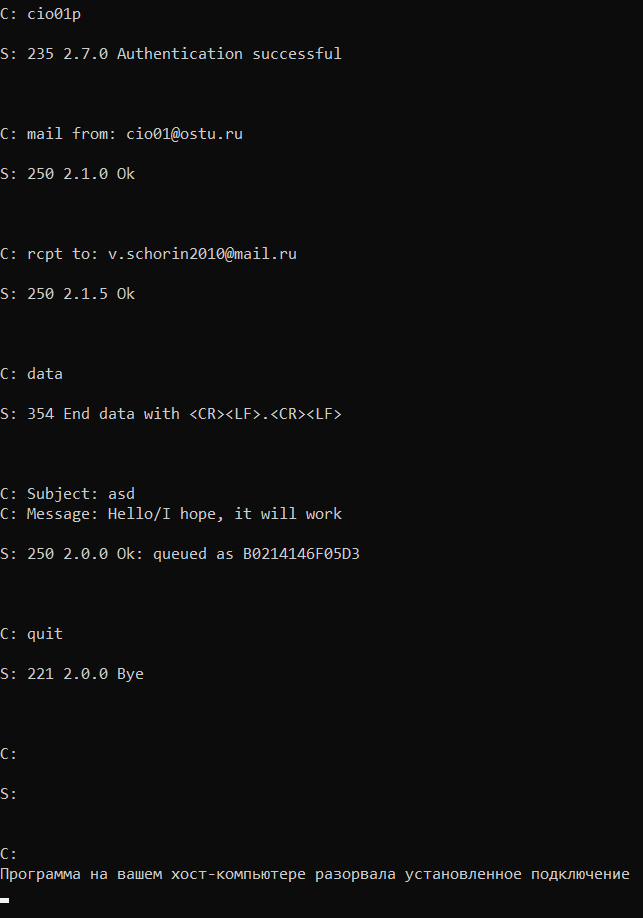 C: cio01p
S: 235 2.7.0 Authentication successful
C: mail from: cio01@ostu.ru
S: 250 2.1.0 Ok
C: rcpt to: v.schorin2010@mail.ru
S: 250 2.1.5 Ok
C: data
S: 354 End data with <CR><LF>.<CR><LF>
C: Subject: asd
C: Message: Hello/I hope, it will work
S: 250 2.0.0 Ok: queued as B0214146F05D3
C: quit
S: 221 2.0.0 Bye
C:
S:
C:
Программа на вашем хост-компьютере разорвала установленное подключение